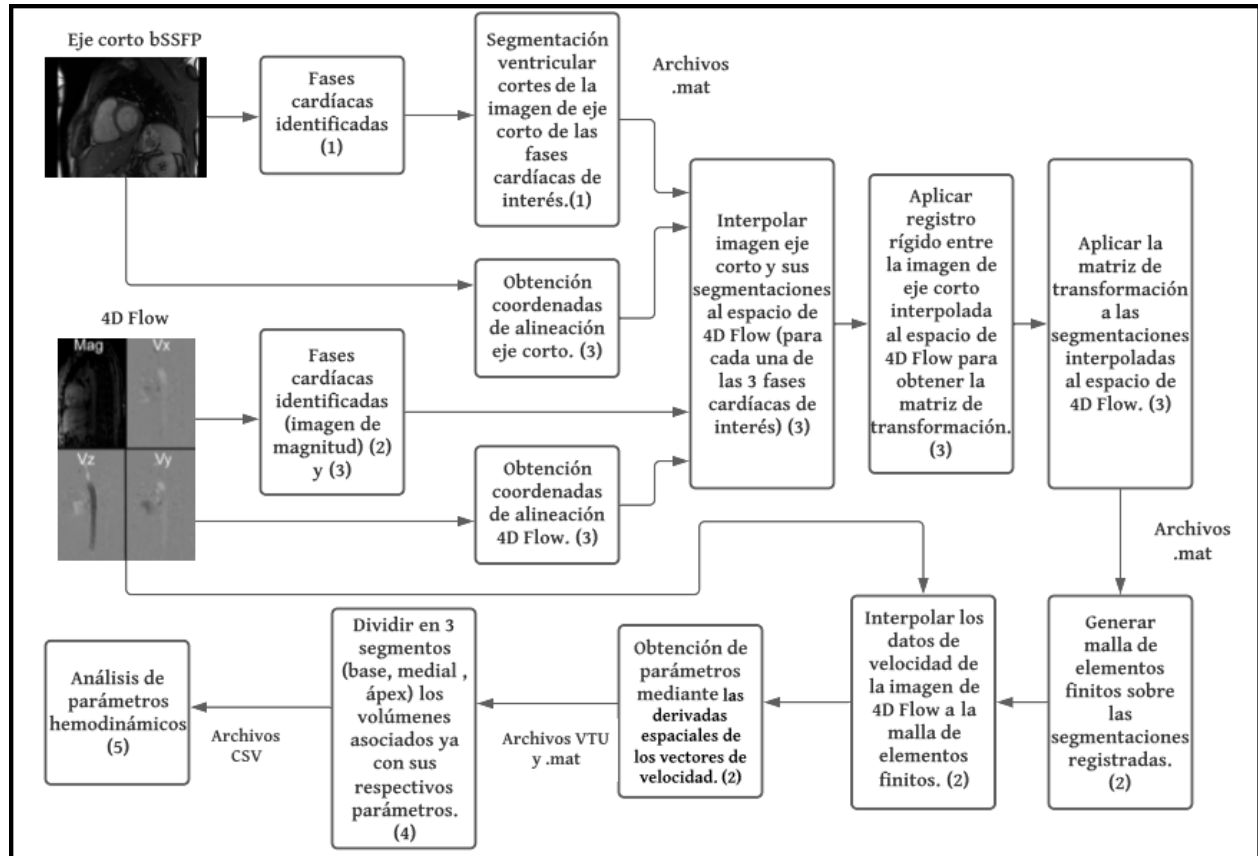 Eje corto bSSFP
Fases
cardíacas
identificadas
(1)
Segmentación
ventricular
cortes de la
imagen de eje
corto de las
fases
cardíacas de
interés.(1)
Archivos
.mat
Obtención
coordenadas
de alineación
eje corto. (3)
4D Flow
Mag
Vx
Vz
Vy
Fases
cardíacas
identificadas
(imagen de
magnitud) (2)
y (3)
Obtención
coordenadas
de alineación
4D Flow. (3)
Interpolar
imagen eje
corto y sus
segmentaciones
al espacio de
4D Flow (para
cada una de
las 3 fases
cardíacas de
interés) (3)
Aplicar
registro
rígido entre
la imagen de
eje corto
interpolada
al espacio de
4D Flow para
obtener la
matriz de
transformación.
(3)
Aplicar la
matriz de
transformación
a las
segmentaciones
interpoladas
al espacio de
4D Flow. (3)
Archivos
.mat
Generar
malla de
elementos
finitos sobre
las
segmentaciones
registradas.
(2)
Interpolar los
datos de
velocidad de
la imagen de
4D Flow a la
malla de
elementos
finitos. (2)
Obtención de
parámetros
mediante las
derivadas
espaciales de
los vectores de
velocidad. (2)
Archivos VTU
y .mat
Dividir en 3
segmentos
(base, medial ,
ápex) los
volúmenes
asociados ya
con sus
respectivos
parámetros.
(4)
Archivos
CSV
Análisis de
parámetros
hemodinámicos
(5)